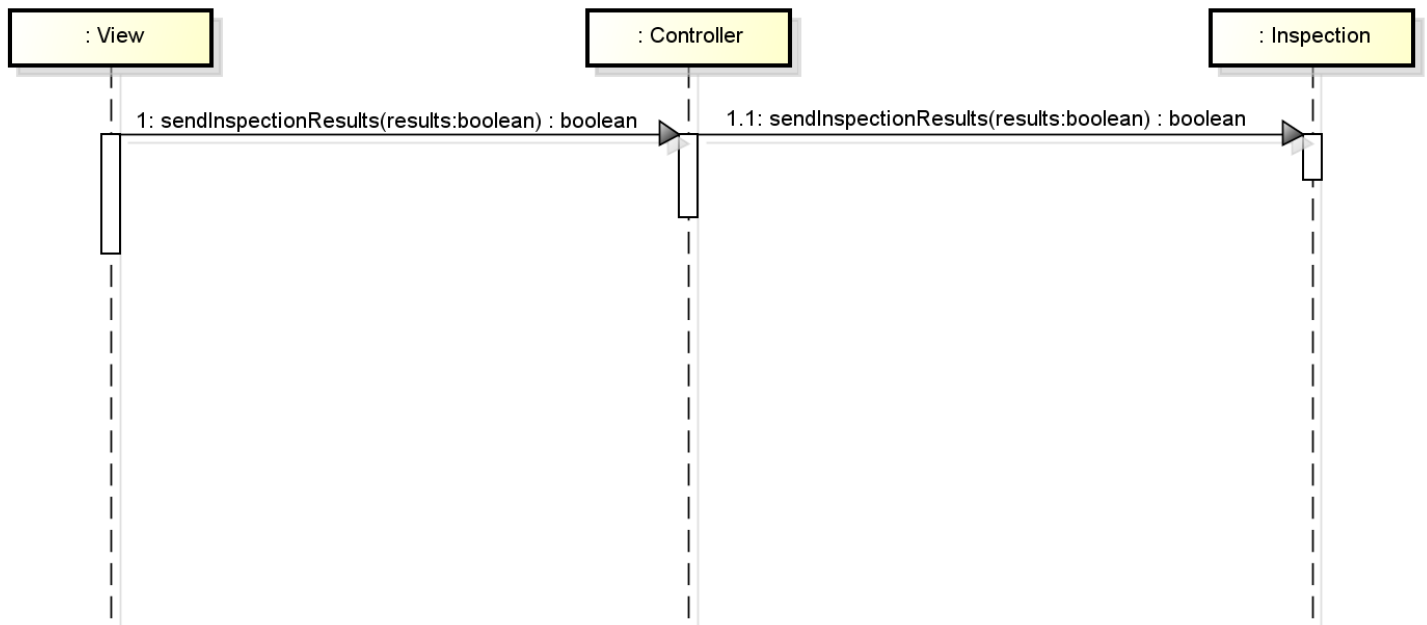 : View
: Controller
: Inspection
1: sendInspectionResults(results:boolean) : boolean
1.1: sendInspectionResults(results:boolean) : boolean